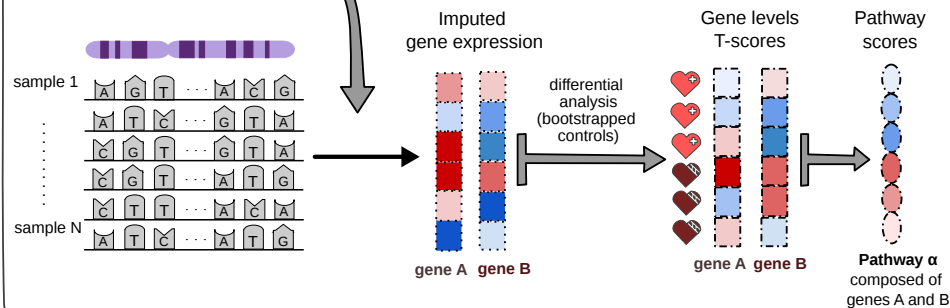 Imputed
gene expression
Gene levels
T-scores
Pathway
scores
sample 1
A G T ... A C G
A T C ... G T A
C G T ... G T A
C G T ... A T G
C T T ... A C A
sample N
A T C ... A T G
differential
analysis
(bootstrapped
controls)
gene A gene B
gene A gene B
Pathway α
composed of
genes A and B